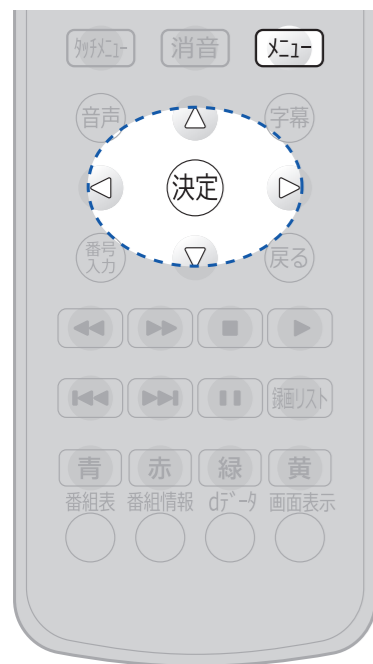 ﾀｯﾁﾒﾆｭｰ 消音 ﾒﾆｭｰ
音声 字幕
決定
番号
入力 戻る
録画リスト
青 赤 緑 黄
番組表 番組情報 dデータ 画面表示